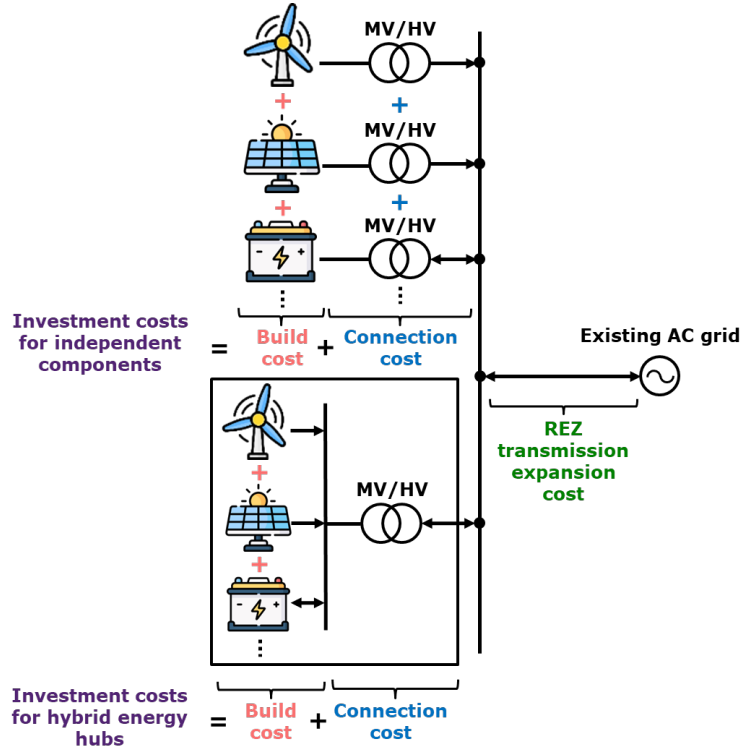 MV/HV
+ +
MV/HV
+ +
MV/HV
- +
Investment costs
for independent
components
=
Build
cost
+
Connection
cost
Existing AC grid
REZ
transmission
expansion
cost
+
MV/HV
+
- +
Investment costs
for hybrid energy
hubs
=
Build
cost
+
Connection
cost